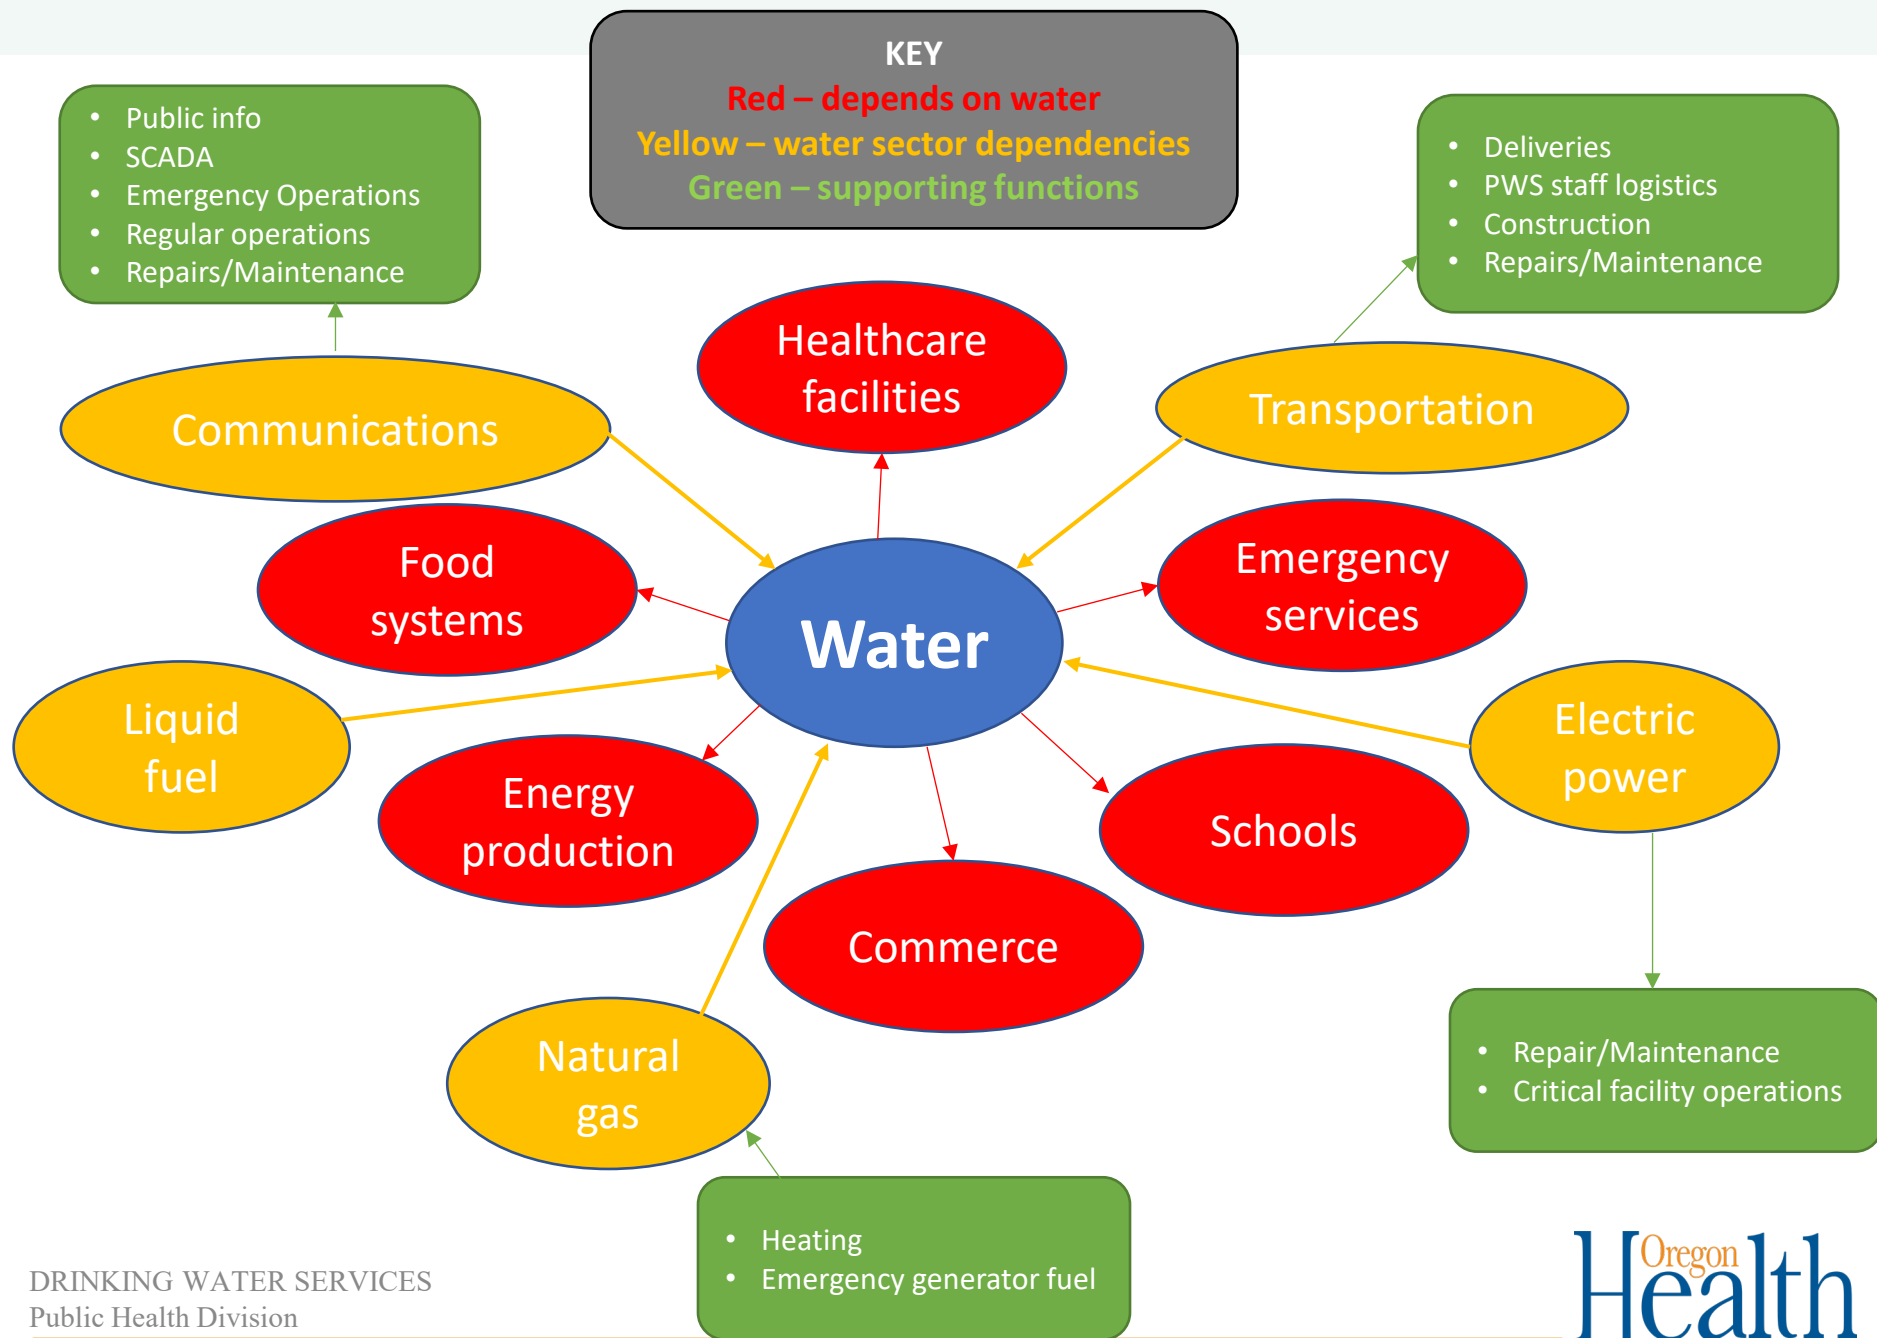 KEY
Red – depends on water
Yellow – water sector dependencies
Green – supporting functions
• Public info
• SCADA
• Emergency Operations
• Regular operations
• Repairs/Maintenance
• Deliveries
• PWS staff logistics
• Construction
• Repairs/Maintenance
Healthcare
facilities
Communications
Transportation
Food
systems
Emergency
services
Water
Liquid
fuel
Electric
power
Energy
production
Schools
Commerce
Natural
gas
• Repair/Maintenance
• Critical facility operations
• Heating
• Emergency generator fuel
DRINKING WATER SERVICES
Public Health Division
Oregon
Health